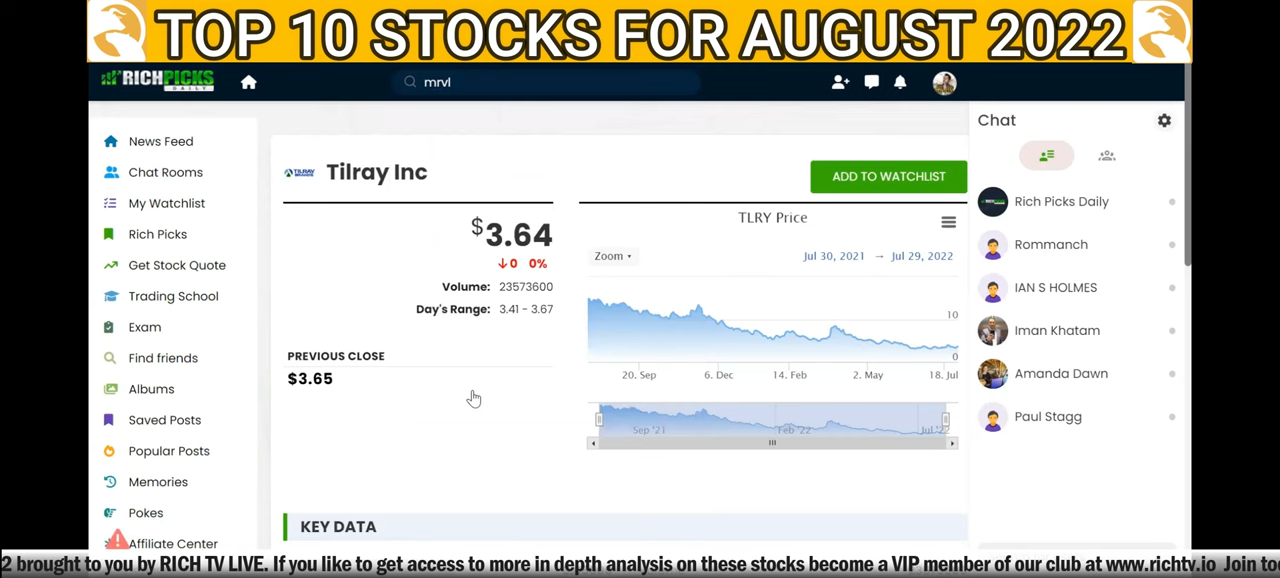 TOP 10 STOCKS FOR AUGUST 2022
RICHPICKS
DAILY
mrvl
News Feed
Chat Rooms
My Watchlist
Rich Picks
Get Stock Quote
Trading School
Exam
Find friends
Albums
Saved Posts
Popular Posts
Memories
Pokes
Affiliate Center
TILRAY
BRANDS
Tilray Inc
ADD TO WATCHLIST
$3.64
↓0 0%
Volume: 23573600
Day's Range: 3.41 - 3.67
PREVIOUS CLOSE
$3.65
TLRY Price
Zoom
Jul 30, 2021 → Jul 29, 2022
10
0
20. Sep 6. Dec 14. Feb 2. May 18. Jul
Sep '21 Feb '22 Jul '22
KEY DATA
Chat
Rich Picks Daily
Rommanch
IAN S HOLMES
Iman Khatam
Amanda Dawn
Paul Stagg
2 brought to you by RICH TV LIVE. If you like to get access to more in depth analysis on these stocks become a VIP member of our club at www.richtv.io Join to